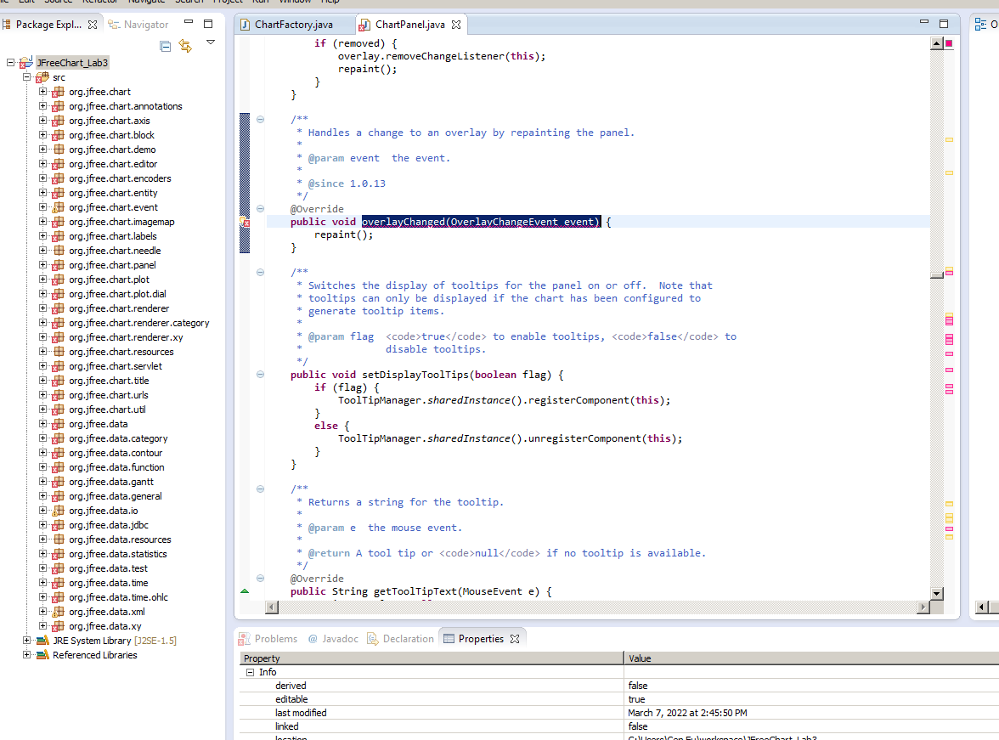 Edit Source Refactor Navigate Search Project Run Window Help
Package Expl... Navigator
JFreeChart_Lab3
src
org.jfree.chart
org.jfree.chart.annotations
org.jfree.chart.axis
org.jfree.chart.block
org.jfree.chart.demo
org.jfree.chart.editor
org.jfree.chart.encoders
org.jfree.chart.entity
org.jfree.chart.event
org.jfree.chart.imagemap
org.jfree.chart.labels
org.jfree.chart.needle
org.jfree.chart.panel
org.jfree.chart.plot
org.jfree.chart.plot.dial
org.jfree.chart.renderer
org.jfree.chart.renderer.category
org.jfree.chart.renderer.xy
org.jfree.chart.resources
org.jfree.chart.servlet
org.jfree.chart.title
org.jfree.chart.urls
org.jfree.chart.util
org.jfree.data
org.jfree.data.category
org.jfree.data.contour
org.jfree.data.function
org.jfree.data.gantt
org.jfree.data.general
org.jfree.data.io
org.jfree.data.jdbc
org.jfree.data.resources
org.jfree.data.statistics
org.jfree.data.test
org.jfree.data.time
org.jfree.data.time.ohlc
org.jfree.data.xml
org.jfree.data.xy
JRE System Library [J2SE-1.5]
Referenced Libraries
ChartFactory.java ChartPanel.java
if (removed) {
overlay.removeChangeListener(this);
repaint();
}
}
/**
* Handles a change to an overlay by repainting the panel.
*
* @param event  the event.
*
* @since 1.0.13
*/
@Override
public void overlayChanged(OverlayChangeEvent event) {
repaint();
}
/**
* Switches the display of tooltips for the panel on or off.  Note that
* tooltips can only be displayed if the chart has been configured to
* generate tooltip items.
*
* @param flag  <code>true</code> to enable tooltips, <code>false</code> to
*              disable tooltips.
*/
public void setDisplayToolTips(boolean flag) {
if (flag) {
ToolTipManager.sharedInstance().registerComponent(this);
}
else {
ToolTipManager.sharedInstance().unregisterComponent(this);
}
}
/**
* Returns a string for the tooltip.
*
* @param e  the mouse event.
*
* @return A tool tip or <code>null</code> if no tooltip is available.
*/
@Override
public String getToolTipText(MouseEvent e) {
Problems @ Javadoc Declaration Properties
Property Value
Info
derived false
editable true
last modified March 7, 2022 at 2:45:50 PM
linked false
location